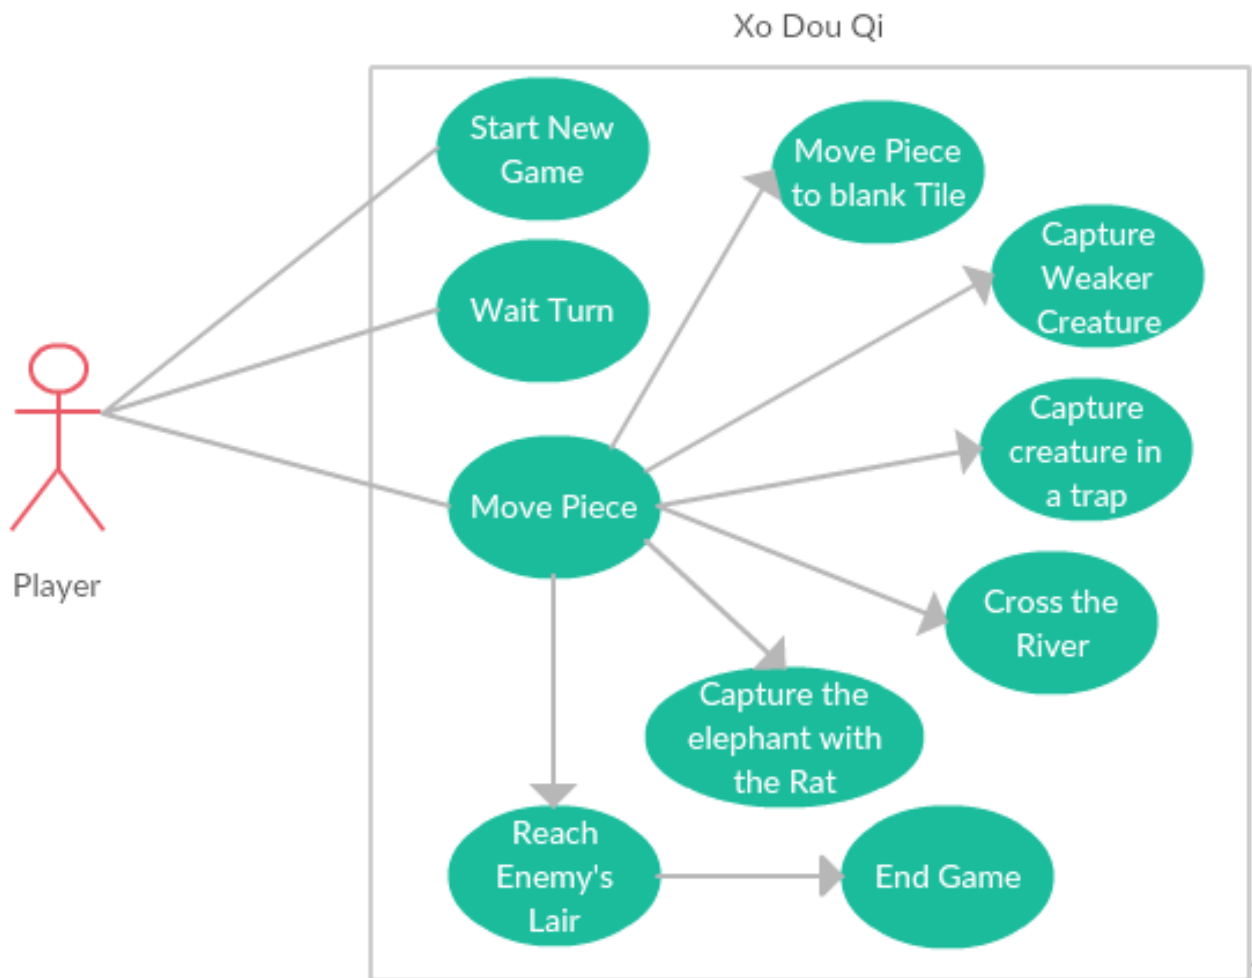 Xo Dou Qi
Start New
Game
Move Piece
to blank Tile
Capture
Weaker
Creature
Wait Turn
Capture
creature in
a trap
Move Piece
Player
Cross the
River
Capture the
elephant with
the Rat
Reach
Enemy's
Lair
End Game